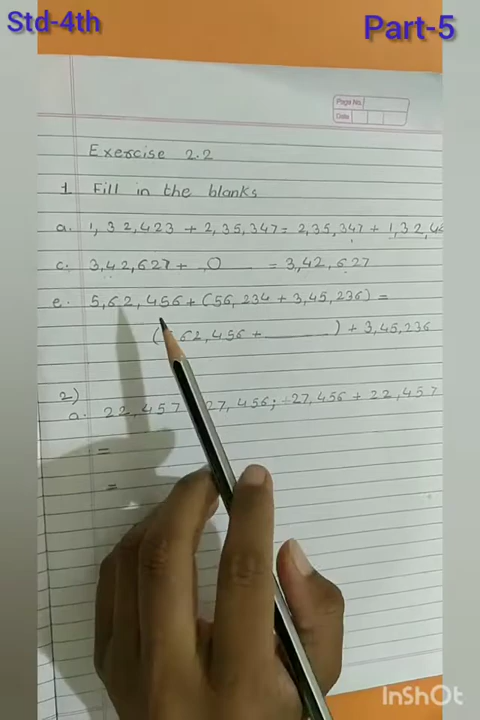 Std-4th
Part-5
Page No.
Date
Exercise 2.2
1 Fill in the blanks
a. 1,32,423 + 2,35,347 = 2,35,347 + 1,32,4
c. 3,42,627 + 0 = 3,42,627
e. 5,62,456 + (56,234 + 3,45,236) =
( 62,456 + ______ ) + 3,45,236
2)
a. 22,457 27,456; 27,456 + 22,457
=
=
InShOt